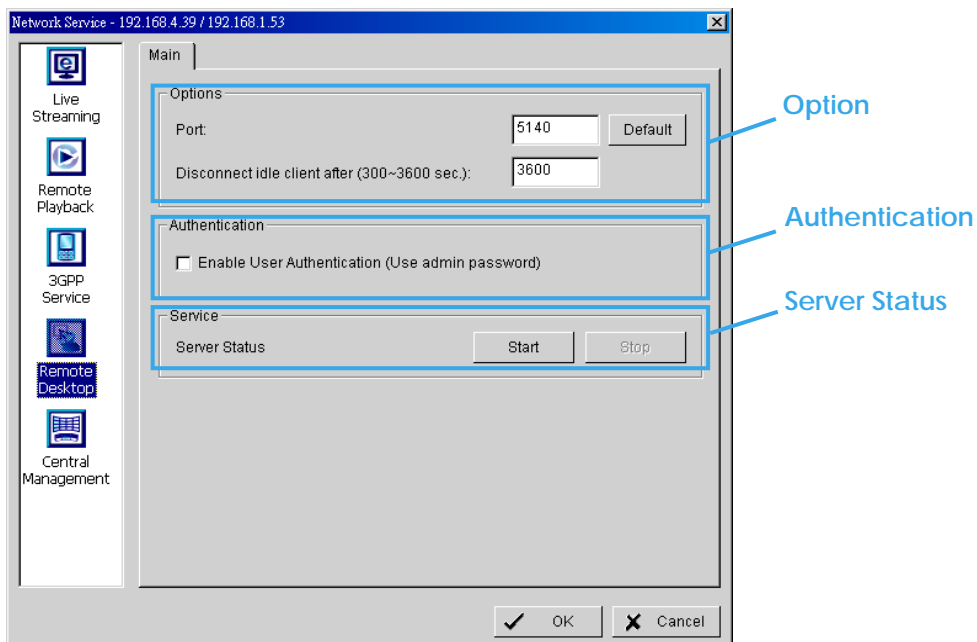 Network Service - 192.168.4.39 / 192.168.1.53
Live
Streaming
Remote
Playback
3GPP
Service
Remote
Desktop
Central
Management
Main
Options
Port:
5140
Default
Disconnect idle client after (300~3600 sec.):
3600
Authentication
Enable User Authentication (Use admin password)
Service
Server Status
Start
Stop
OK
Cancel
Option
Authentication
Server Status